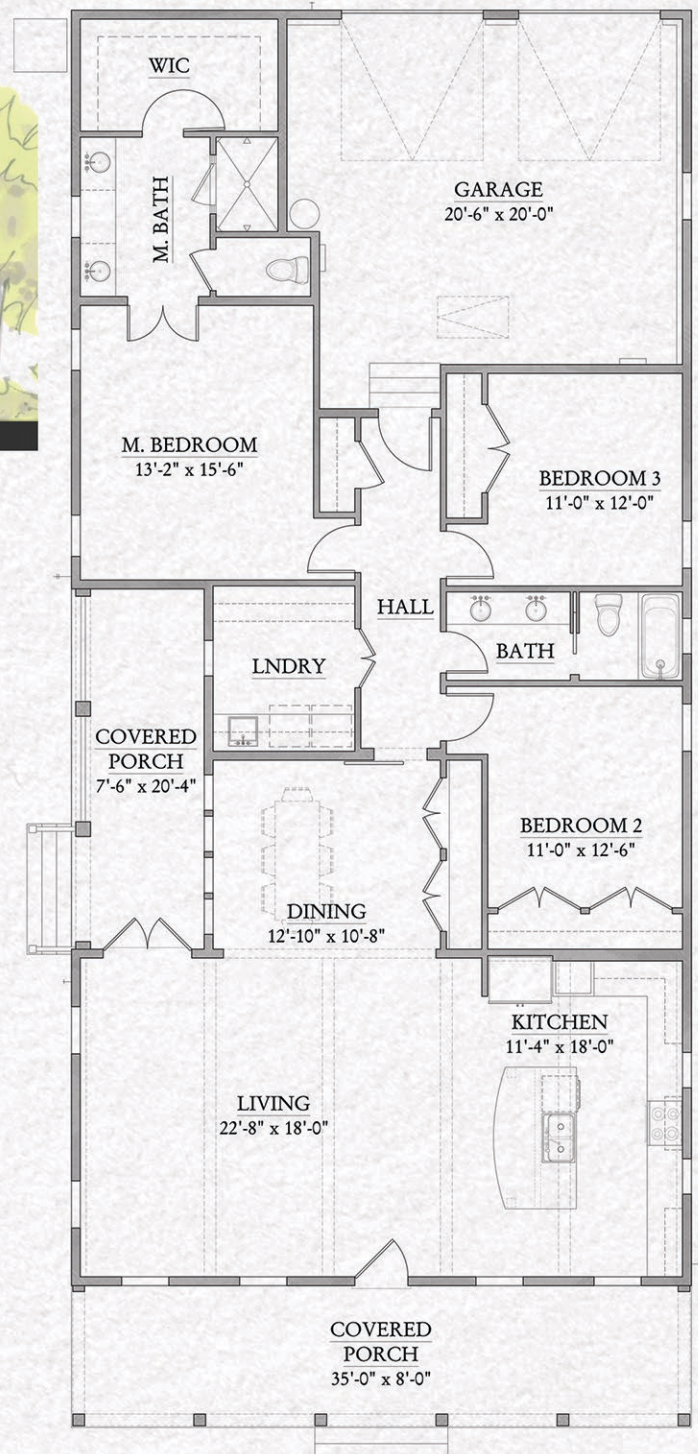 WIC
M. BATH
GARAGE
20'-6" x 20'-0"
M. BEDROOM
13'-2" x 15'-6"
BEDROOM 3
11'-0" x 12'-0"
HALL
LNDRY
BATH
COVERED
PORCH
7'-6" x 20'-4"
BEDROOM 2
11'-0" x 12'-6"
DINING
12'-10" x 10'-8"
KITCHEN
11'-4" x 18'-0"
LIVING
22'-8" x 18'-0"
COVERED
PORCH
35'-0" x 8'-0"